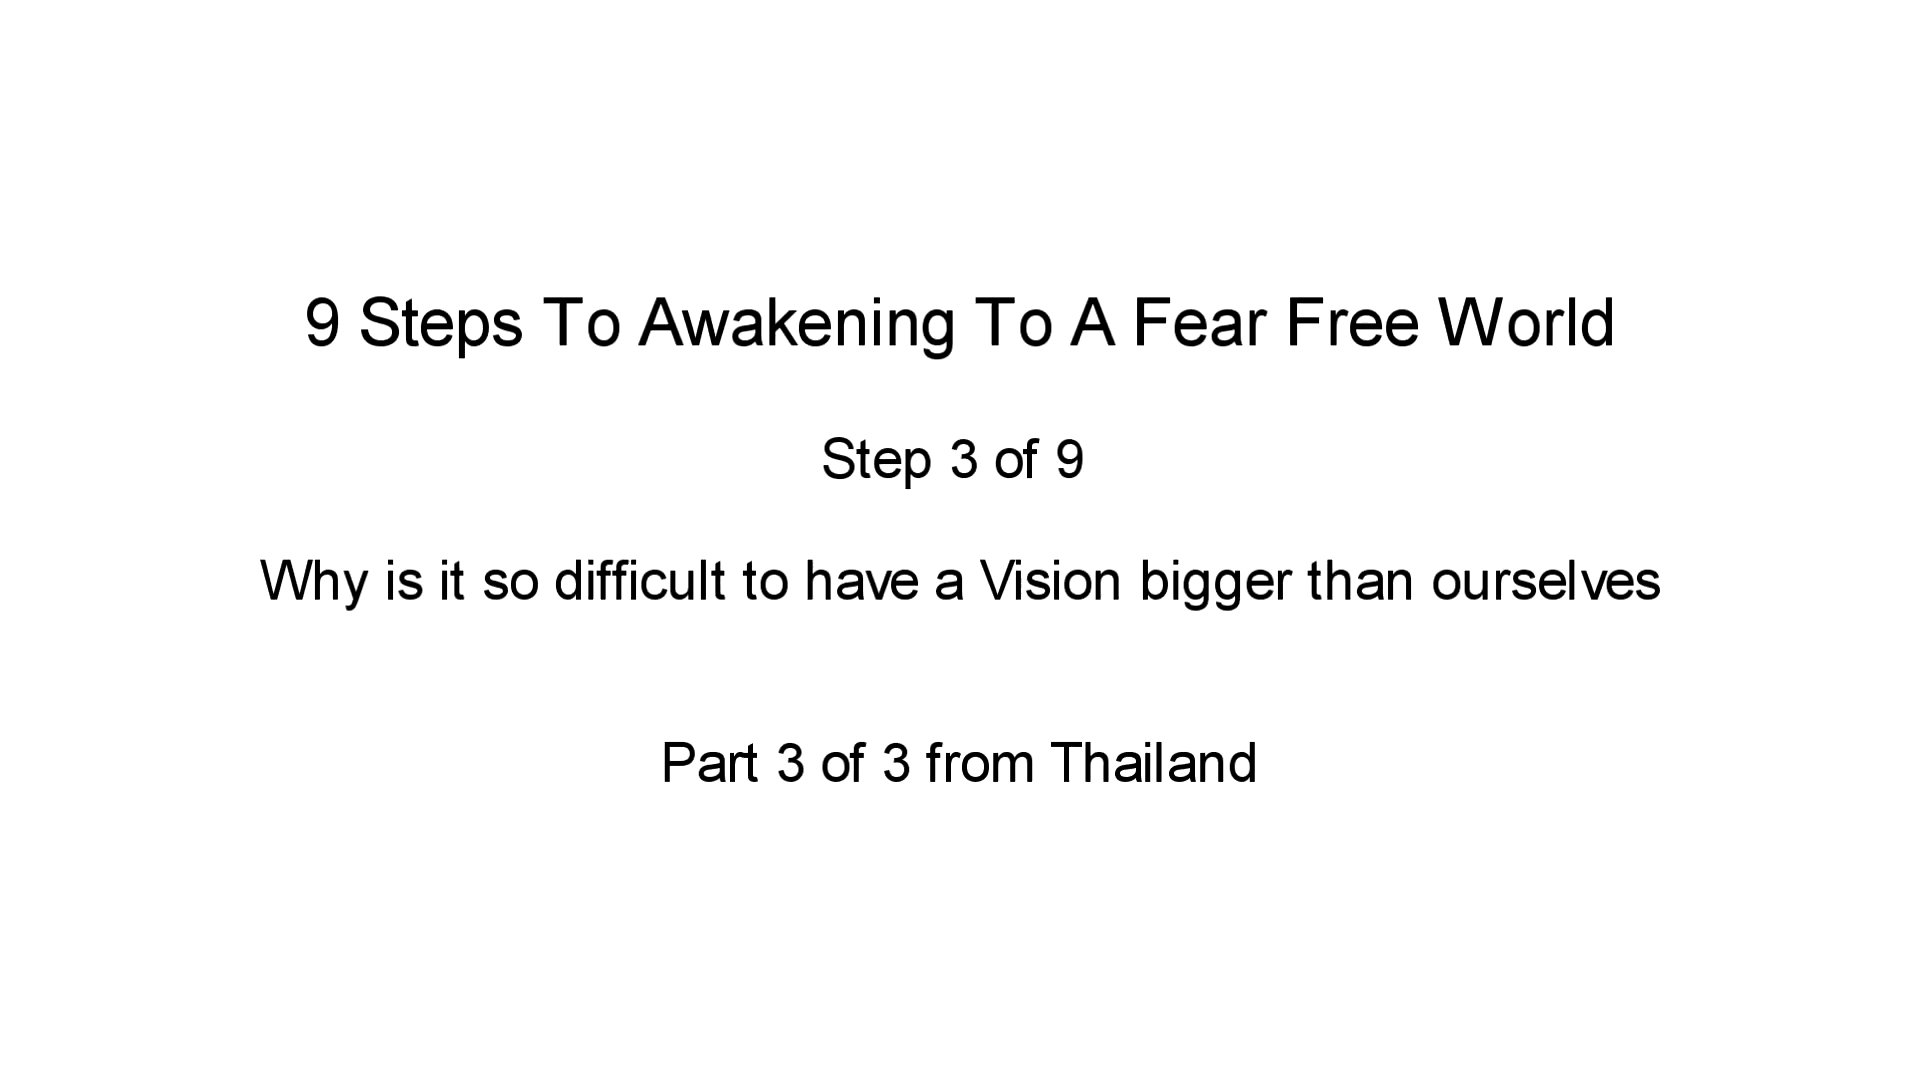 9 Steps To Awakening To A Fear Free World
Step 3 of 9
Why is it so difficult to have a Vision bigger than ourselves
Part 3 of 3 from Thailand